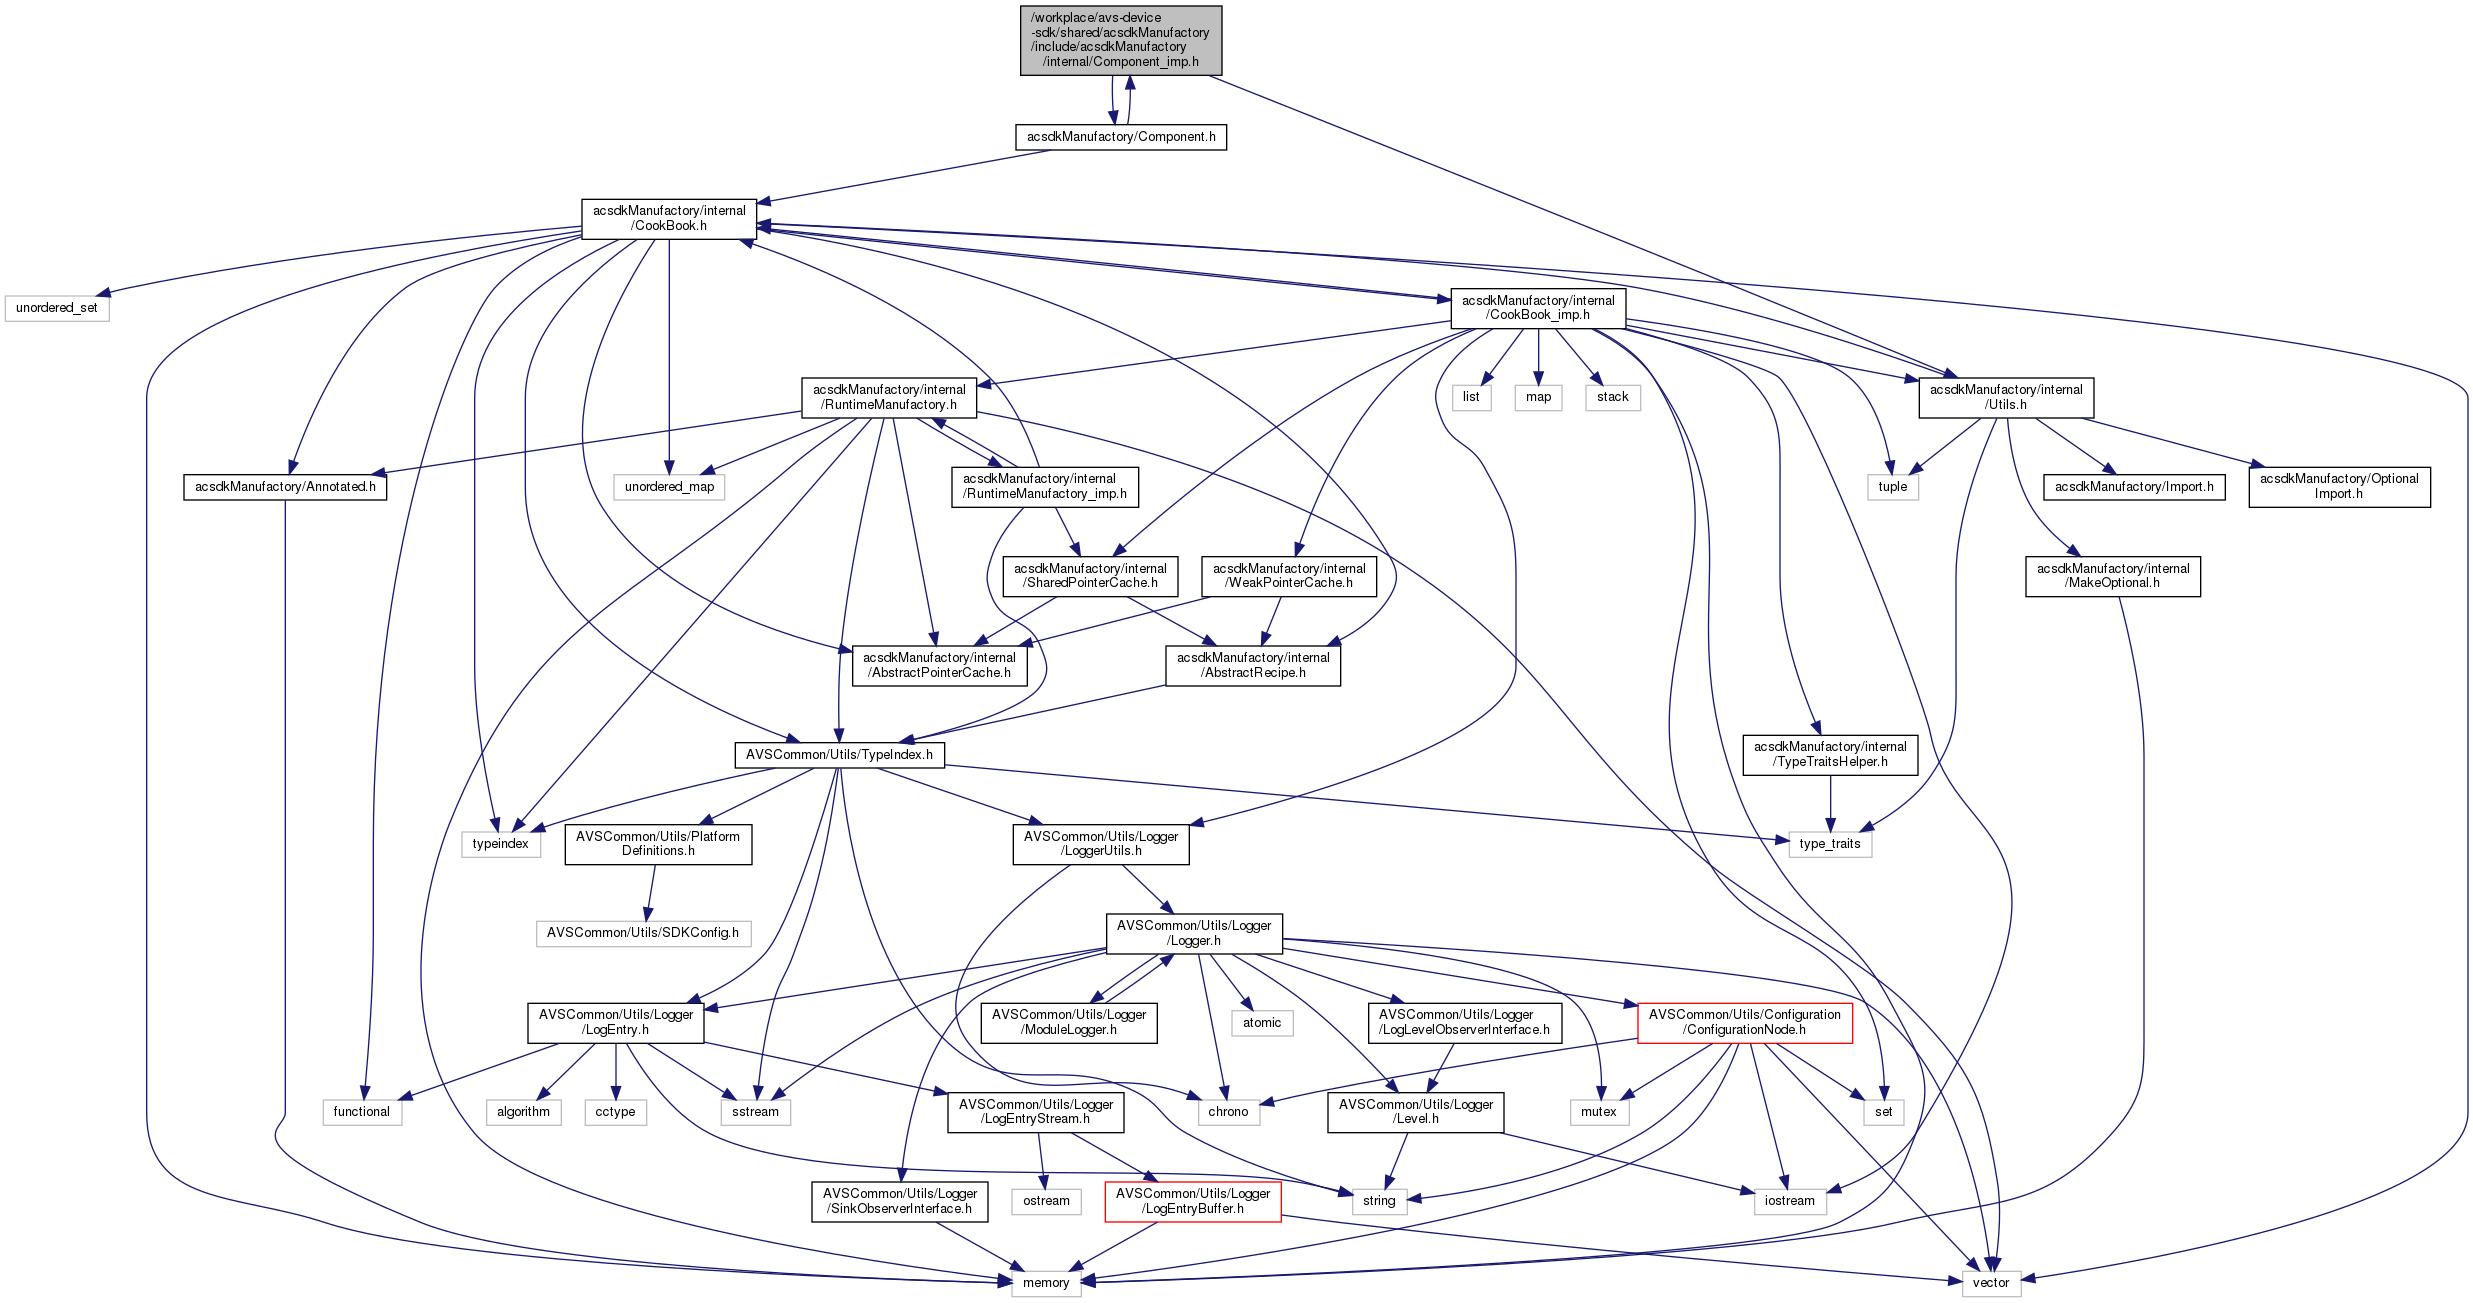 /workplace/avs-device
-sdk/shared/acsdkManufactory
/include/acsdkManufactory
/internal/Component_imp.h
acsdkManufactory/Component.h
acsdkManufactory/internal
/CookBook.h
unordered_set
acsdkManufactory/internal
/CookBook_imp.h
acsdkManufactory/internal
/RuntimeManufactory.h
list
map
stack
acsdkManufactory/internal
/Utils.h
acsdkManufactory/Annotated.h
unordered_map
acsdkManufactory/internal
/RuntimeManufactory_imp.h
tuple
acsdkManufactory/Import.h
acsdkManufactory/Optional
Import.h
acsdkManufactory/internal
/SharedPointerCache.h
acsdkManufactory/internal
/WeakPointerCache.h
acsdkManufactory/internal
/MakeOptional.h
acsdkManufactory/internal
/AbstractPointerCache.h
acsdkManufactory/internal
/AbstractRecipe.h
AVSCommon/Utils/TypeIndex.h
acsdkManufactory/internal
/TypeTraitsHelper.h
typeindex
AVSCommon/Utils/Platform
Definitions.h
AVSCommon/Utils/Logger
/LoggerUtils.h
type_traits
AVSCommon/Utils/SDKConfig.h
AVSCommon/Utils/Logger
/Logger.h
AVSCommon/Utils/Logger
/LogEntry.h
AVSCommon/Utils/Logger
/ModuleLogger.h
atomic
AVSCommon/Utils/Logger
/LogLevelObserverInterface.h
AVSCommon/Utils/Configuration
/ConfigurationNode.h
functional
algorithm
cctype
sstream
AVSCommon/Utils/Logger
/LogEntryStream.h
chrono
AVSCommon/Utils/Logger
/Level.h
mutex
set
AVSCommon/Utils/Logger
/SinkObserverInterface.h
ostream
AVSCommon/Utils/Logger
/LogEntryBuffer.h
string
iostream
memory
vector